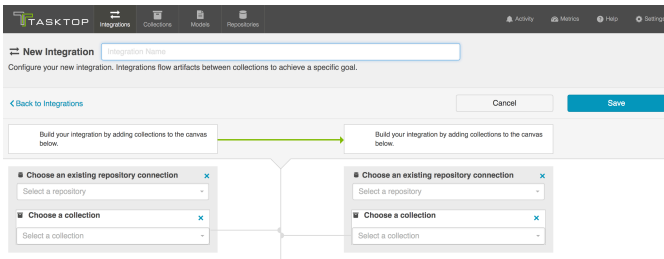 TASKTOP
Integrations
Collections
Models
Repositories
Activity
Metrics
Help
Settings
New Integration
Integration Name
Configure your new integration. Integrations flow artifacts between collections to achieve a specific goal.
Back to Integrations
Cancel
Save
Build your integration by adding collections to the canvas
below.
Build your integration by adding collections to the canvas
below.
Choose an existing repository connection
Select a repository
Choose a collection
Select a collection
Choose an existing repository connection
Select a repository
Choose a collection
Select a collection